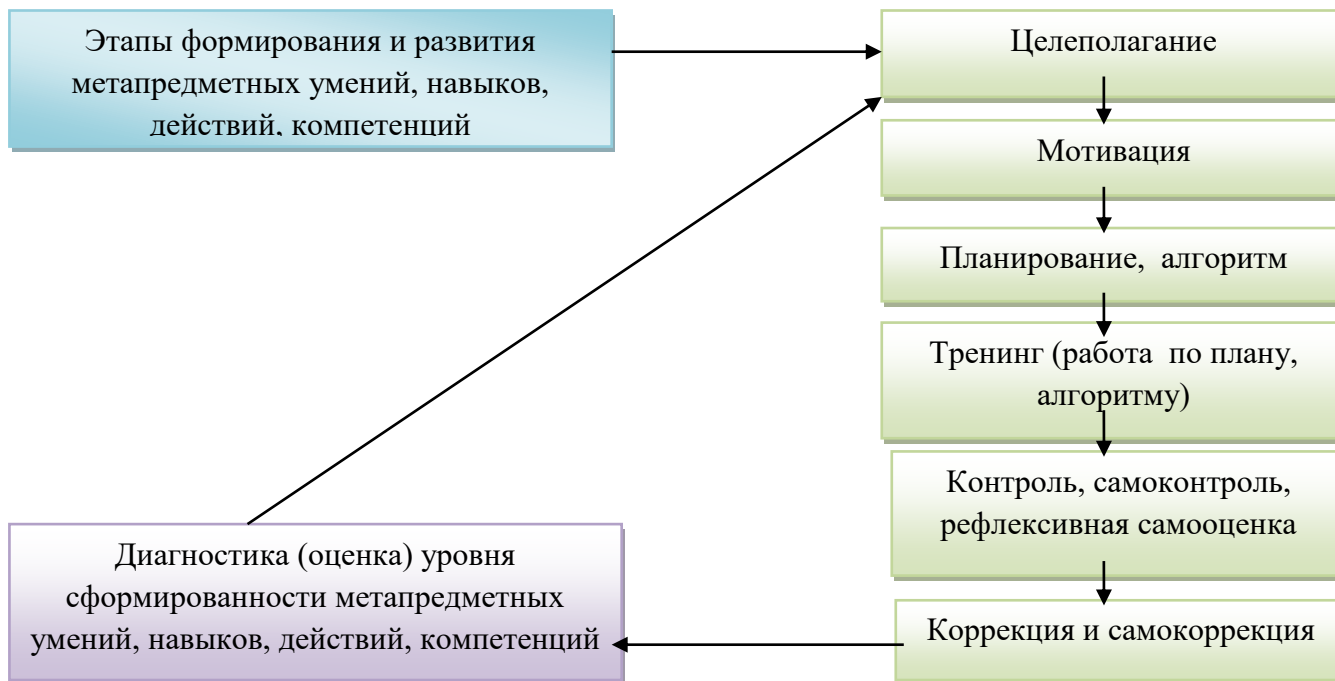 Этапы формирования и развития
метапредметных умений, навыков,
действий, компетенций
Целеполагание
Мотивация
Планирование, алгоритм
Тренинг (работа по плану,
алгоритму)
Контроль, самоконтроль,
рефлексивная самооценка
Коррекция и самокоррекция
Диагностика (оценка) уровня
сформированности метапредметных
умений, навыков, действий, компетенций